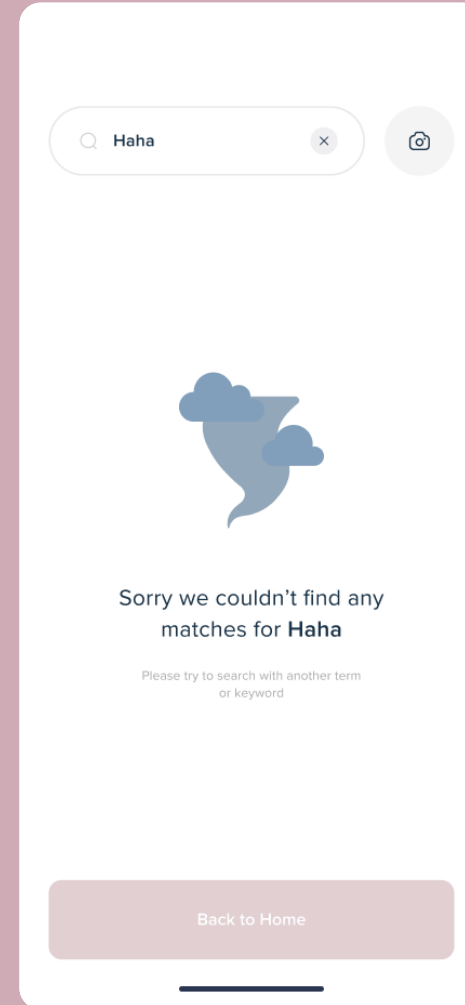 Haha
Sorry we couldn’t find any
matches for Haha
Please try to search with another term
or keyword
Back to Home